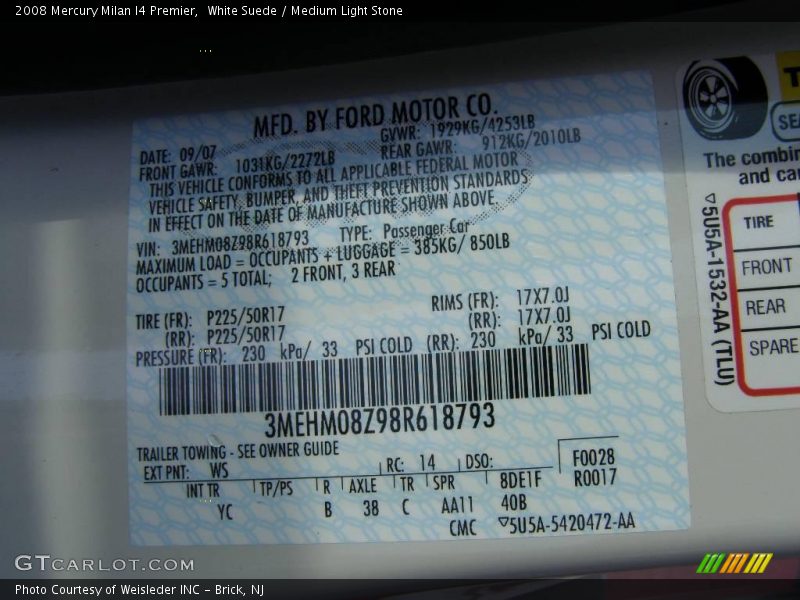 2008 Mercury Milan I4 Premier,  White Suede / Medium Light Stone
MFD. BY FORD MOTOR CO.
DATE: 09/07 GVWR: 1929KG/4253LB
FRONT GAWR: 1031KG/2272LB REAR GAWR: 912KG/2010LB
THIS VEHICLE CONFORMS TO ALL APPLICABLE FEDERAL MOTOR
VEHICLE SAFETY, BUMPER, AND THEFT PREVENTION STANDARDS
IN EFFECT ON THE DATE OF MANUFACTURE SHOWN ABOVE.
VIN: 3MEHM08Z98R618793 TYPE: Passenger Car
MAXIMUM LOAD = OCCUPANTS + LUGGAGE = 385KG/ 850LB
OCCUPANTS = 5 TOTAL; 2 FRONT, 3 REAR
TIRE (FR): P225/50R17 RIMS (FR): 17X7.0J
(RR): P225/50R17 (RR): 17X7.0J
PRESSURE (FR): 230 kPa/ 33 PSI COLD (RR): 230 kPa/ 33 PSI COLD
3MEHM08Z98R618793
TRAILER TOWING - SEE OWNER GUIDE
EXT PNT: WS RC: 14 DSO: F0028
INT TR TP/PS R AXLE TR SPR 8DE1F R0017
YC B 38 C AA11 40B
CMC 5U5A-5420472-AA
SEA
The combin
and ca
5U5A-1532-AA (TLU)
TIRE
FRONT
REAR
SPARE
GTCARLOT.COM
Photo Courtesy of Weisleder INC - Brick, NJ